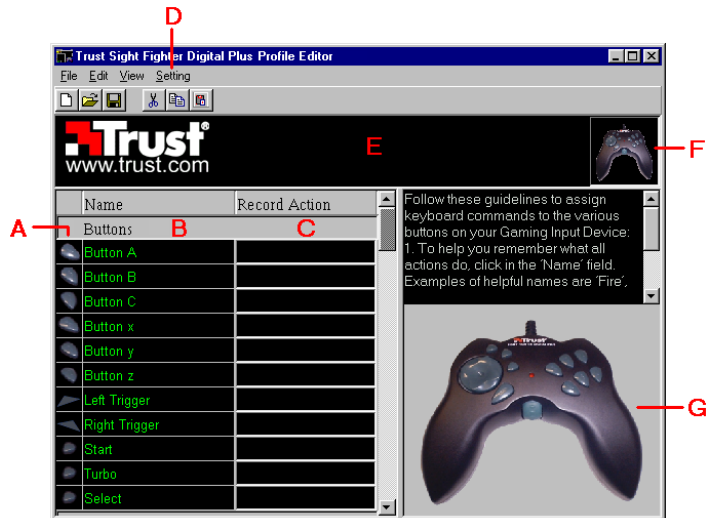 D
Trust Sight Fighter Digital Plus Profile Editor
File Edit View Setting
Trust®
www.trust.com
E
F
Name Record Action
A
Buttons B C
Button A
Button B
Button C
Button x
Button y
Button z
Left Trigger
Right Trigger
Start
Turbo
Select
Follow these guidelines to assign
keyboard commands to the various
buttons on your Gaming Input Device:
1. To help you remember what all
actions do, click in the 'Name' field.
Examples of helpful names are 'Fire',
Trust
G